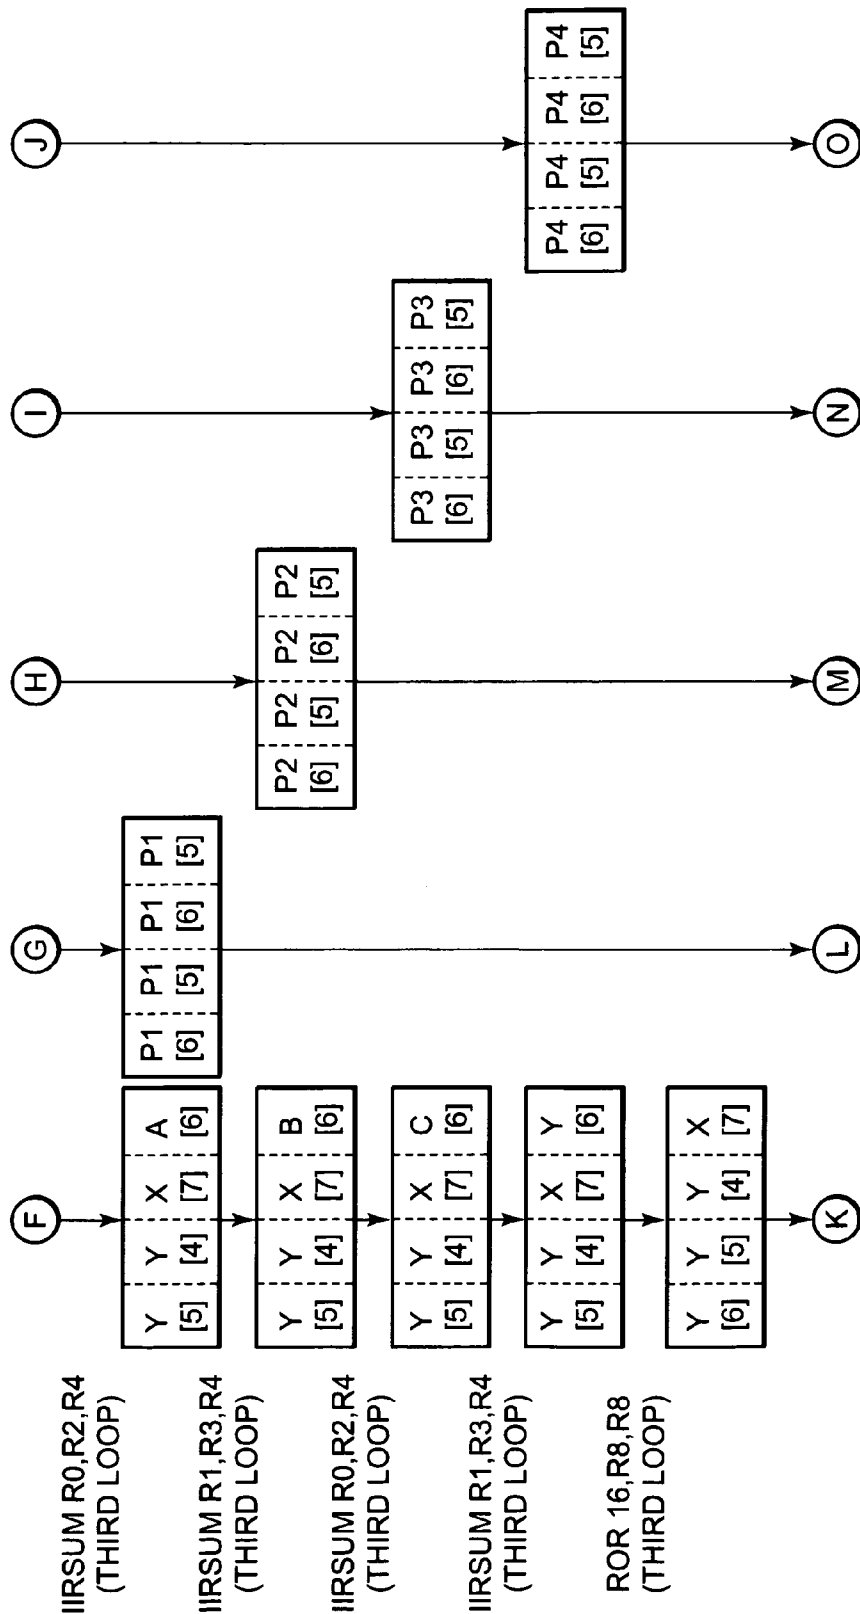 F G H I J
IIRSUM R0,R2,R4
(THIRD LOOP)
Y Y X A P1 P1 P1 P1
[5] [4] [7] [6] [6] [5] [6] [5]
IIRSUM R1,R3,R4
(THIRD LOOP)
Y Y X B P2 P2 P2 P2
[5] [4] [7] [6] [6] [5] [6] [5]
IIRSUM R0,R2,R4
(THIRD LOOP)
Y Y X C P3 P3 P3 P3
[5] [4] [7] [6] [6] [5] [6] [5]
IIRSUM R1,R3,R4
(THIRD LOOP)
Y Y X Y P4 P4 P4 P4
[5] [4] [7] [6] [6] [5] [6] [5]
ROR 16,R8,R8
(THIRD LOOP)
Y Y Y X
[6] [5] [4] [7]
K L M N O